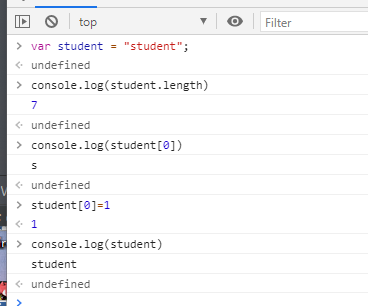 top Filter
> var student = "student";
< undefined
> console.log(student.length)
7
< undefined
> console.log(student[0])
s
< undefined
> student[0]=1
< 1
> console.log(student)
student
< undefined
>